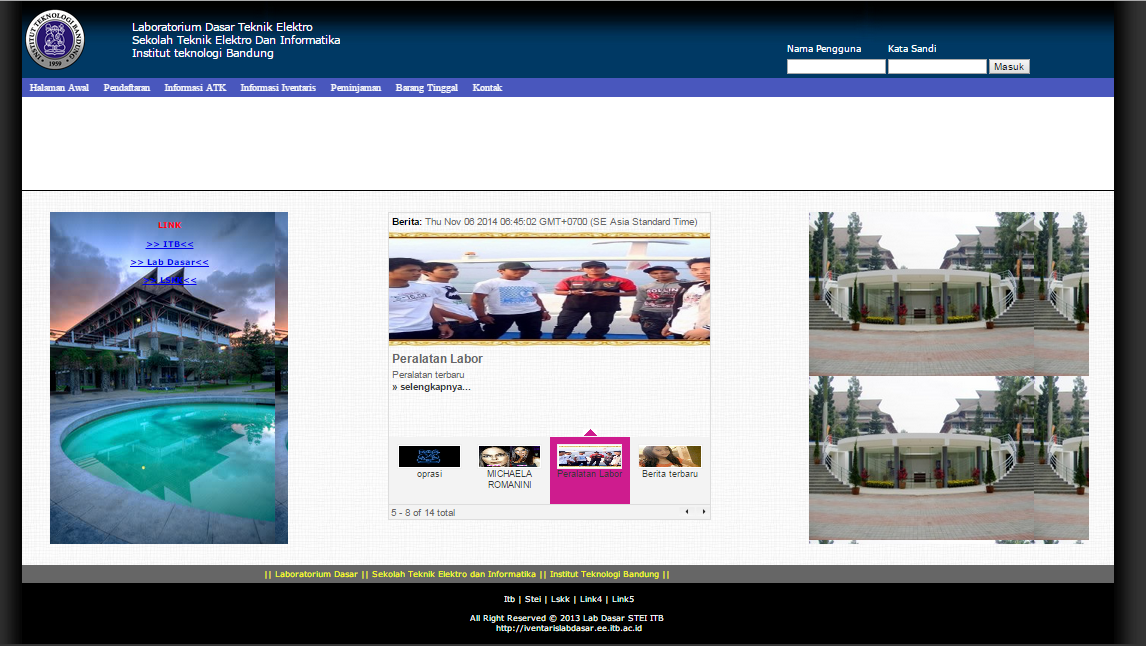 INSTITUT TEKNOLOGI BANDUNG
1959
Laboratorium Dasar Teknik Elektro
Sekolah Teknik Elektro Dan Informatika
Institut teknologi Bandung
Nama Pengguna Kata Sandi
Masuk
Halaman Awal Pendaftaran Informasi ATK Informasi Iventaris Peminjaman Barang Tinggal Kontak
LINK
>> ITB<<
>> Lab Dasar<<
>> LSKK<<
Berita: Thu Nov 06 2014 06:45:02 GMT+0700 (SE Asia Standard Time)
Peralatan Labor
Peralatan terbaru
» selengkapnya...
oprasi
MICHAELA
ROMANINI
Peralatan Labor
Berita terbaru
5 - 8 of 14 total
|| Laboratorium Dasar || Sekolah Teknik Elektro dan Informatika || Institut Teknologi Bandung ||
Itb | Stei | Lskk | Link4 | Link5
All Right Reserved © 2013 Lab Dasar STEI ITB
http://iventarislabdasar.ee.itb.ac.id